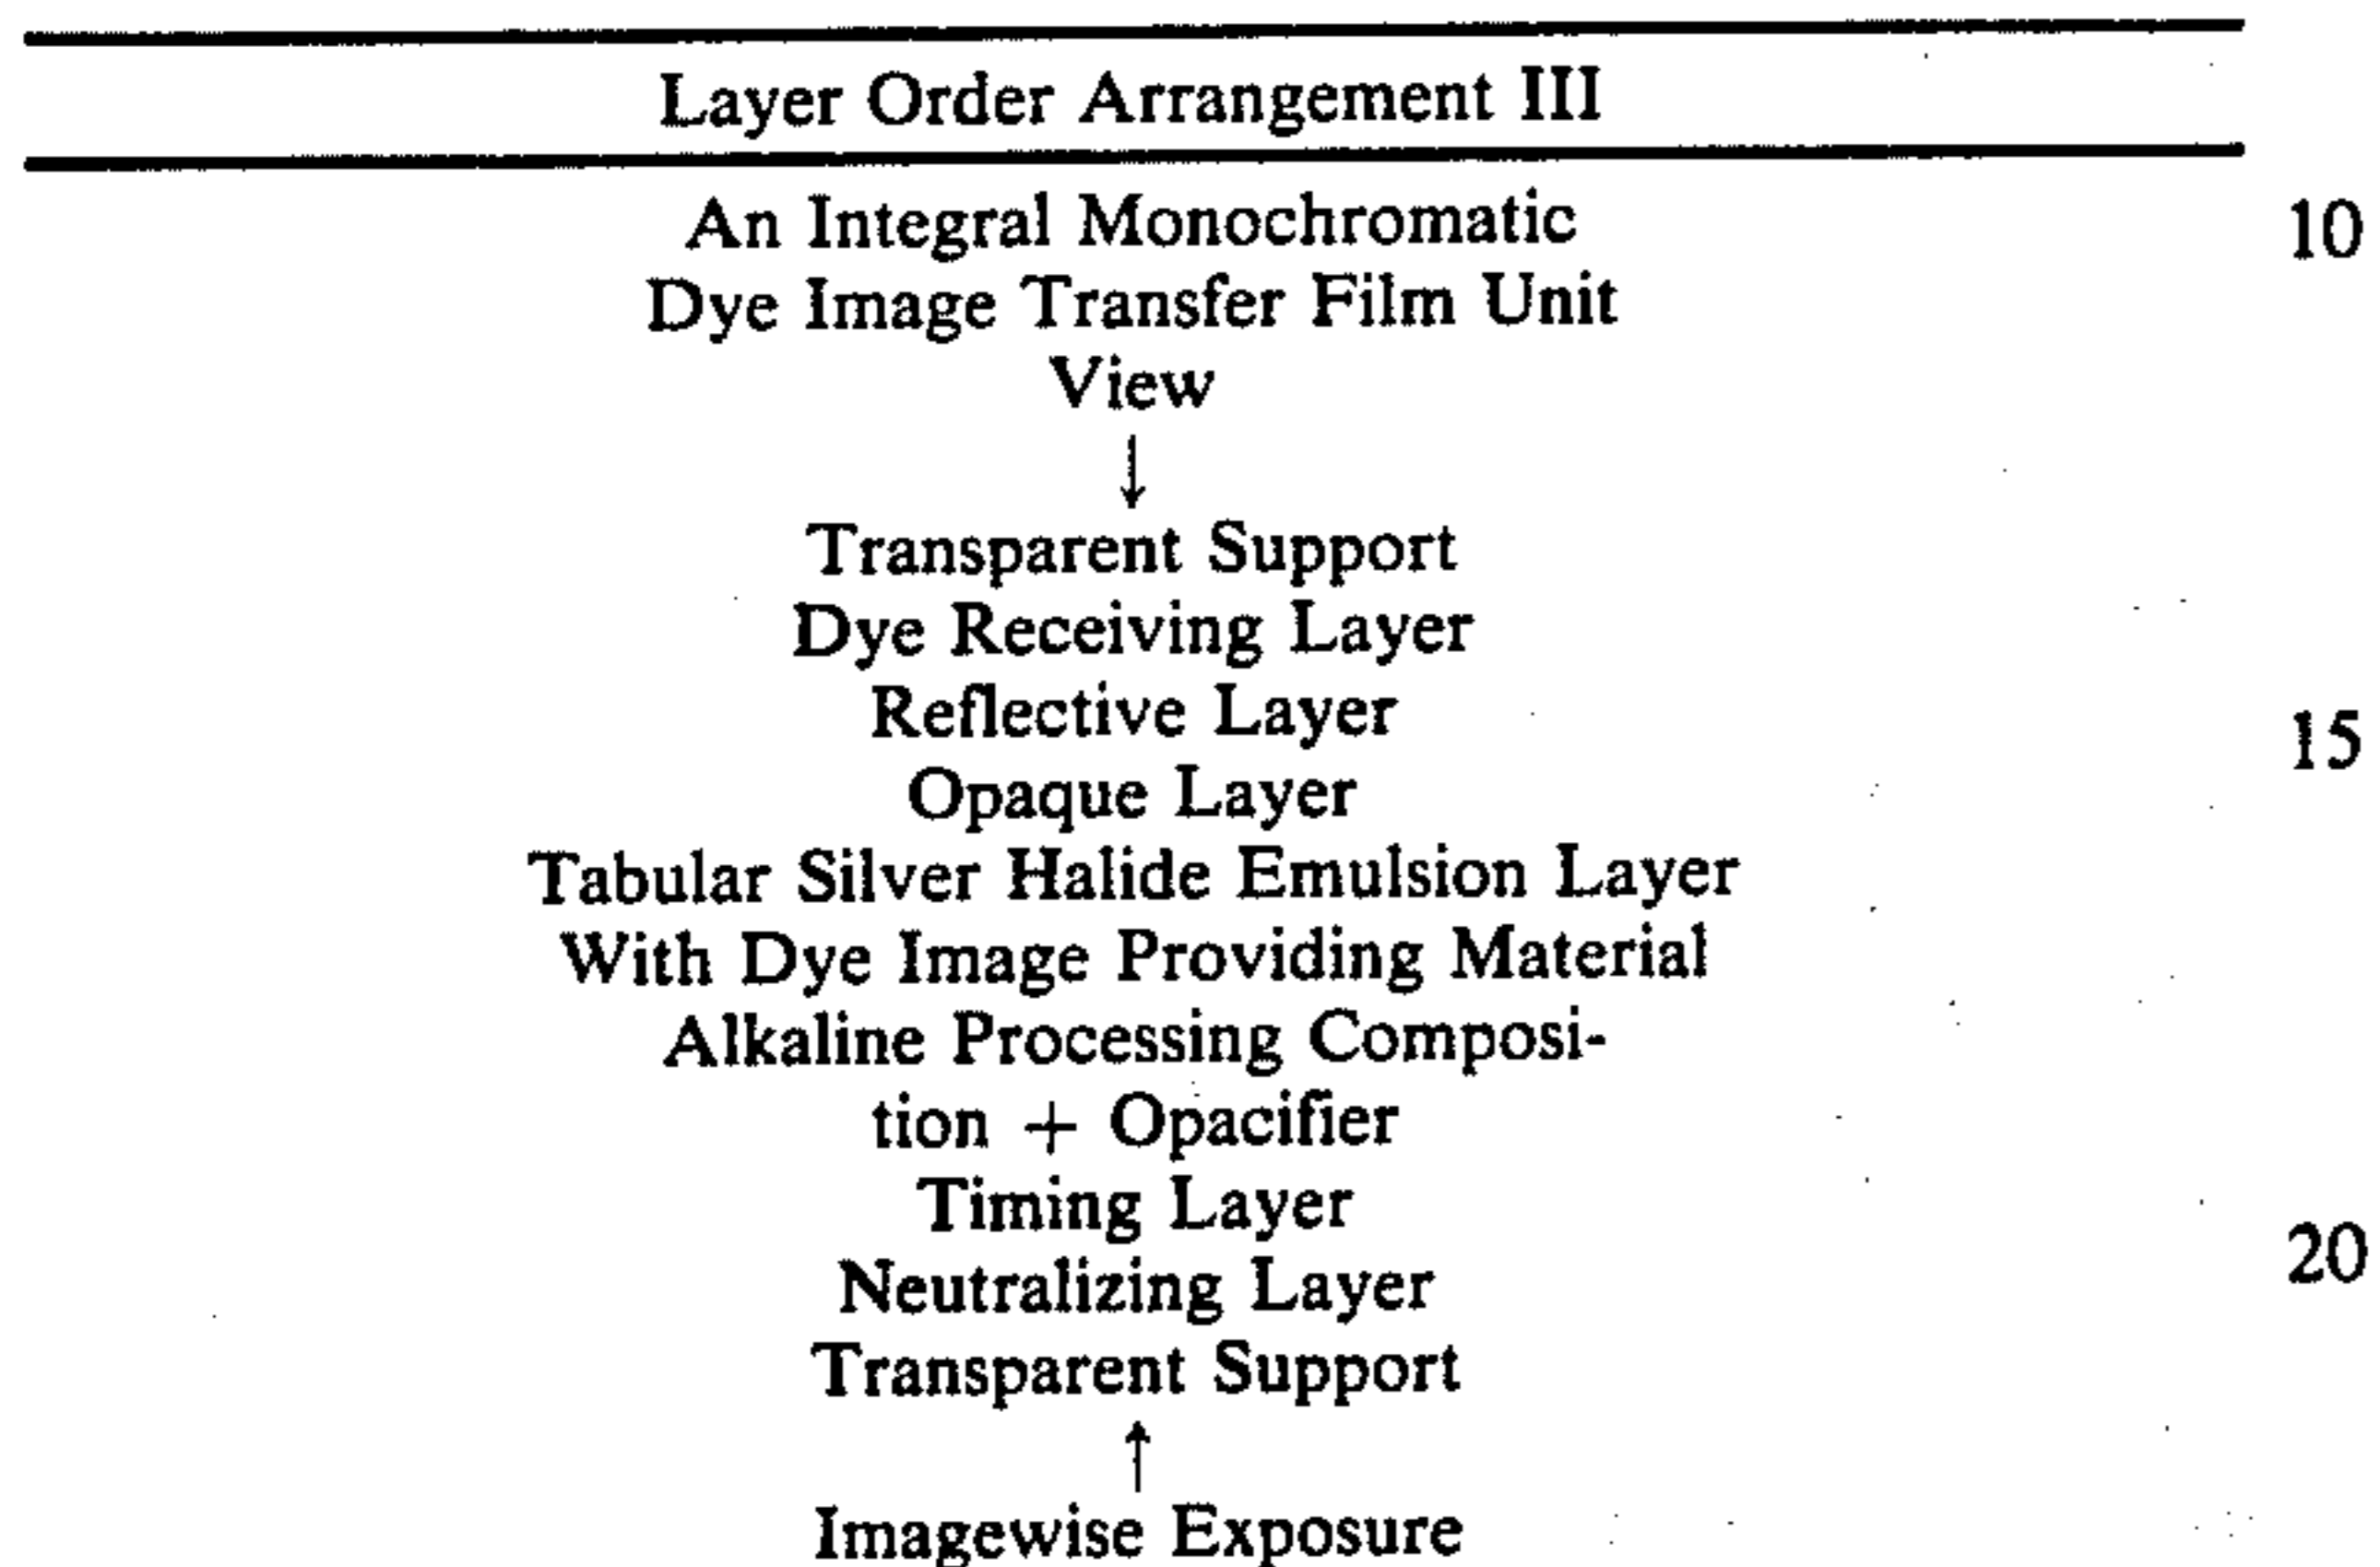 Layer Order Arrangement III
An Integral Monochromatic 10
Dye Image Transfer Film Unit
View
↓
Transparent Support
Dye Receiving Layer
Reflective Layer 15
Opaque Layer
Tabular Silver Halide Emulsion Layer
With Dye Image Providing Material
Alkaline Processing Composi-
tion + Opacifier
Timing Layer
Neutralizing Layer 20
Transparent Support
↑
Imagewise Exposure